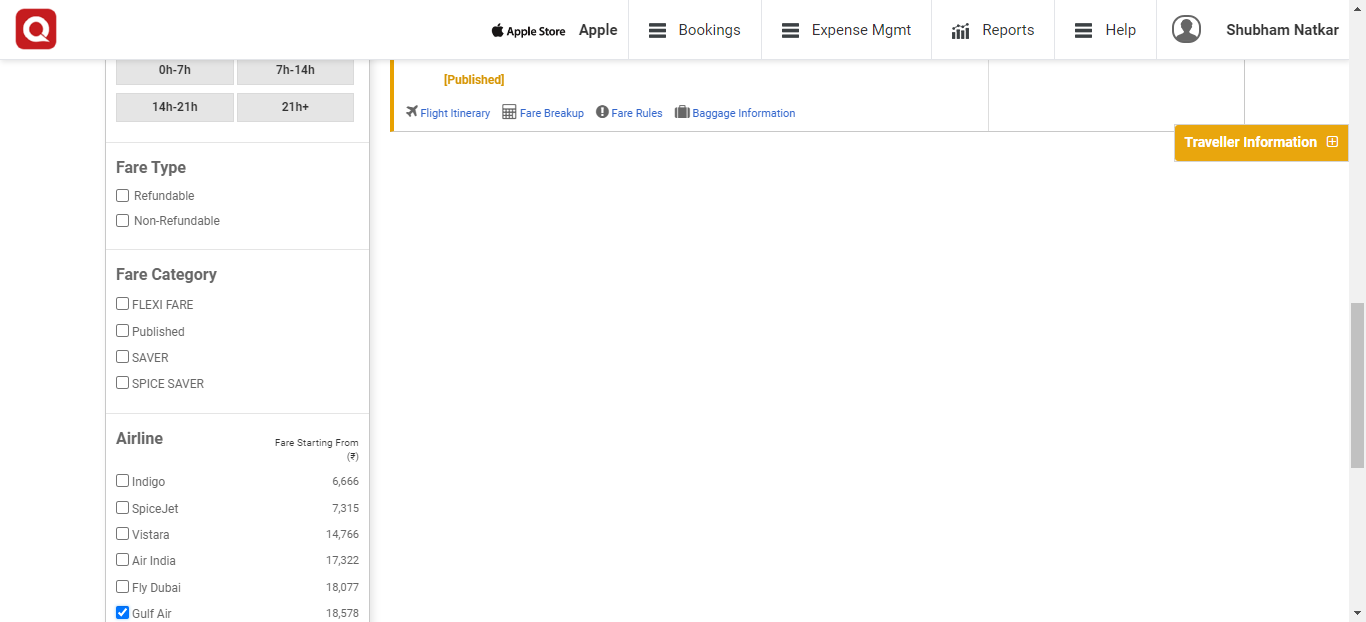 Apple Store Apple Bookings Expense Mgmt Reports Help Shubham Natkar
0h-7h 7h-14h
14h-21h 21h+
Fare Type
Refundable
Non-Refundable
Fare Category
FLEXI FARE
Published
SAVER
SPICE SAVER
Airline Fare Starting From (₹)
Indigo 6,666
SpiceJet 7,315
Vistara 14,766
Air India 17,322
Fly Dubai 18,077
Gulf Air 18,578
[Published]
Flight Itinerary Fare Breakup Fare Rules Baggage Information
Traveller Information